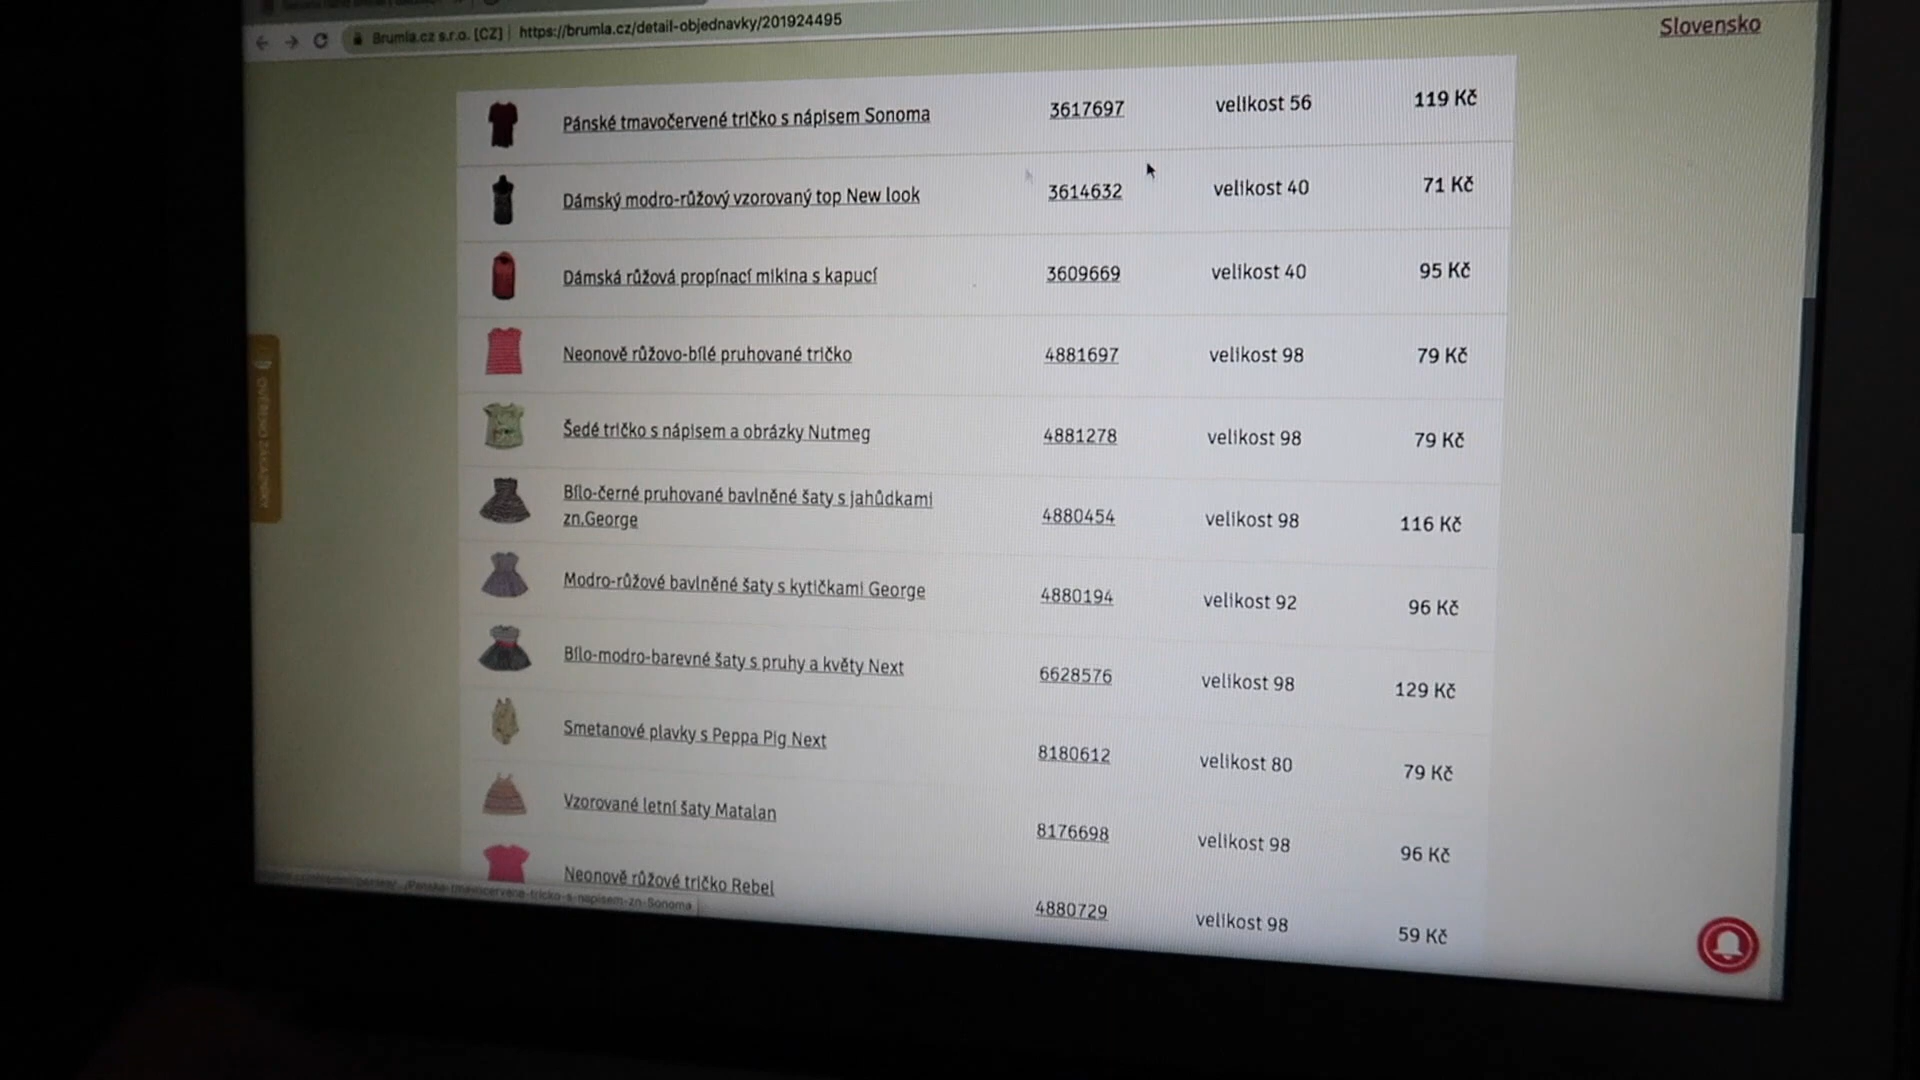 Brumla.cz s.r.o. [CZ] | https://brumla.cz/detail-objednavky/201924495
Slovensko
Pánské tmavočervené tričko s nápisem Sonoma 3617697 velikost 56 119 Kč
Dámský modro-růžový vzorovaný top New look 3614632 velikost 40 71 Kč
Dámská růžová propínací mikina s kapucí 3609669 velikost 40 95 Kč
Neonově růžovo-bílé pruhované tričko 4881697 velikost 98 79 Kč
Šedé tričko s nápisem a obrázky Nutmeg 4881278 velikost 98 79 Kč
Bílo-černé pruhované bavlněné šaty s jahůdkami
zn.George 4880454 velikost 98 116 Kč
Modro-růžové bavlněné šaty s kytičkami George 4880194 velikost 92 96 Kč
Bílo-modro-barevné šaty s pruhy a květy Next 6628576 velikost 98 129 Kč
Smetanové plavky s Peppa Pig Next 8180612 velikost 80 79 Kč
Vzorované letní šaty Matalan 8176698 velikost 98 96 Kč
Neonově růžové tričko Rebel 4880729 velikost 98 59 Kč